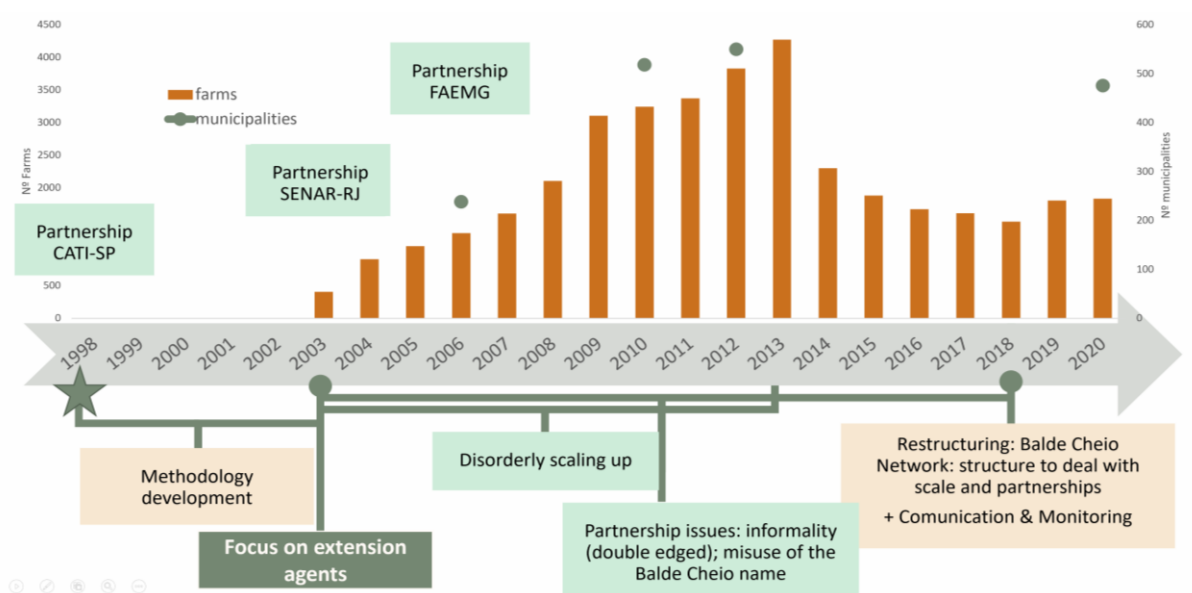 4500
4000
3500
3000
2500
2000
500
0
Nº Farms
600
500
400
300
200
100
0
Nº municipalities
farms
municipalities
Partnership
FAEMG
Partnership
SENAR-RJ
Partnership
CATI-SP
1998
1999
2000
2001
2002
2003
2004
2005
2006
2007
2008
2009
2010
2011
2012
2013
2014
2015
2016
2017
2018
2019
2020
Methodology
development
Focus on extension
agents
Disorderly scaling up
Partnership issues: informality
(double edged); misuse of the
Balde Cheio name
Restructuring: Balde Cheio
Network: structure to deal with
scale and partnerships
+ Comunication & Monitoring